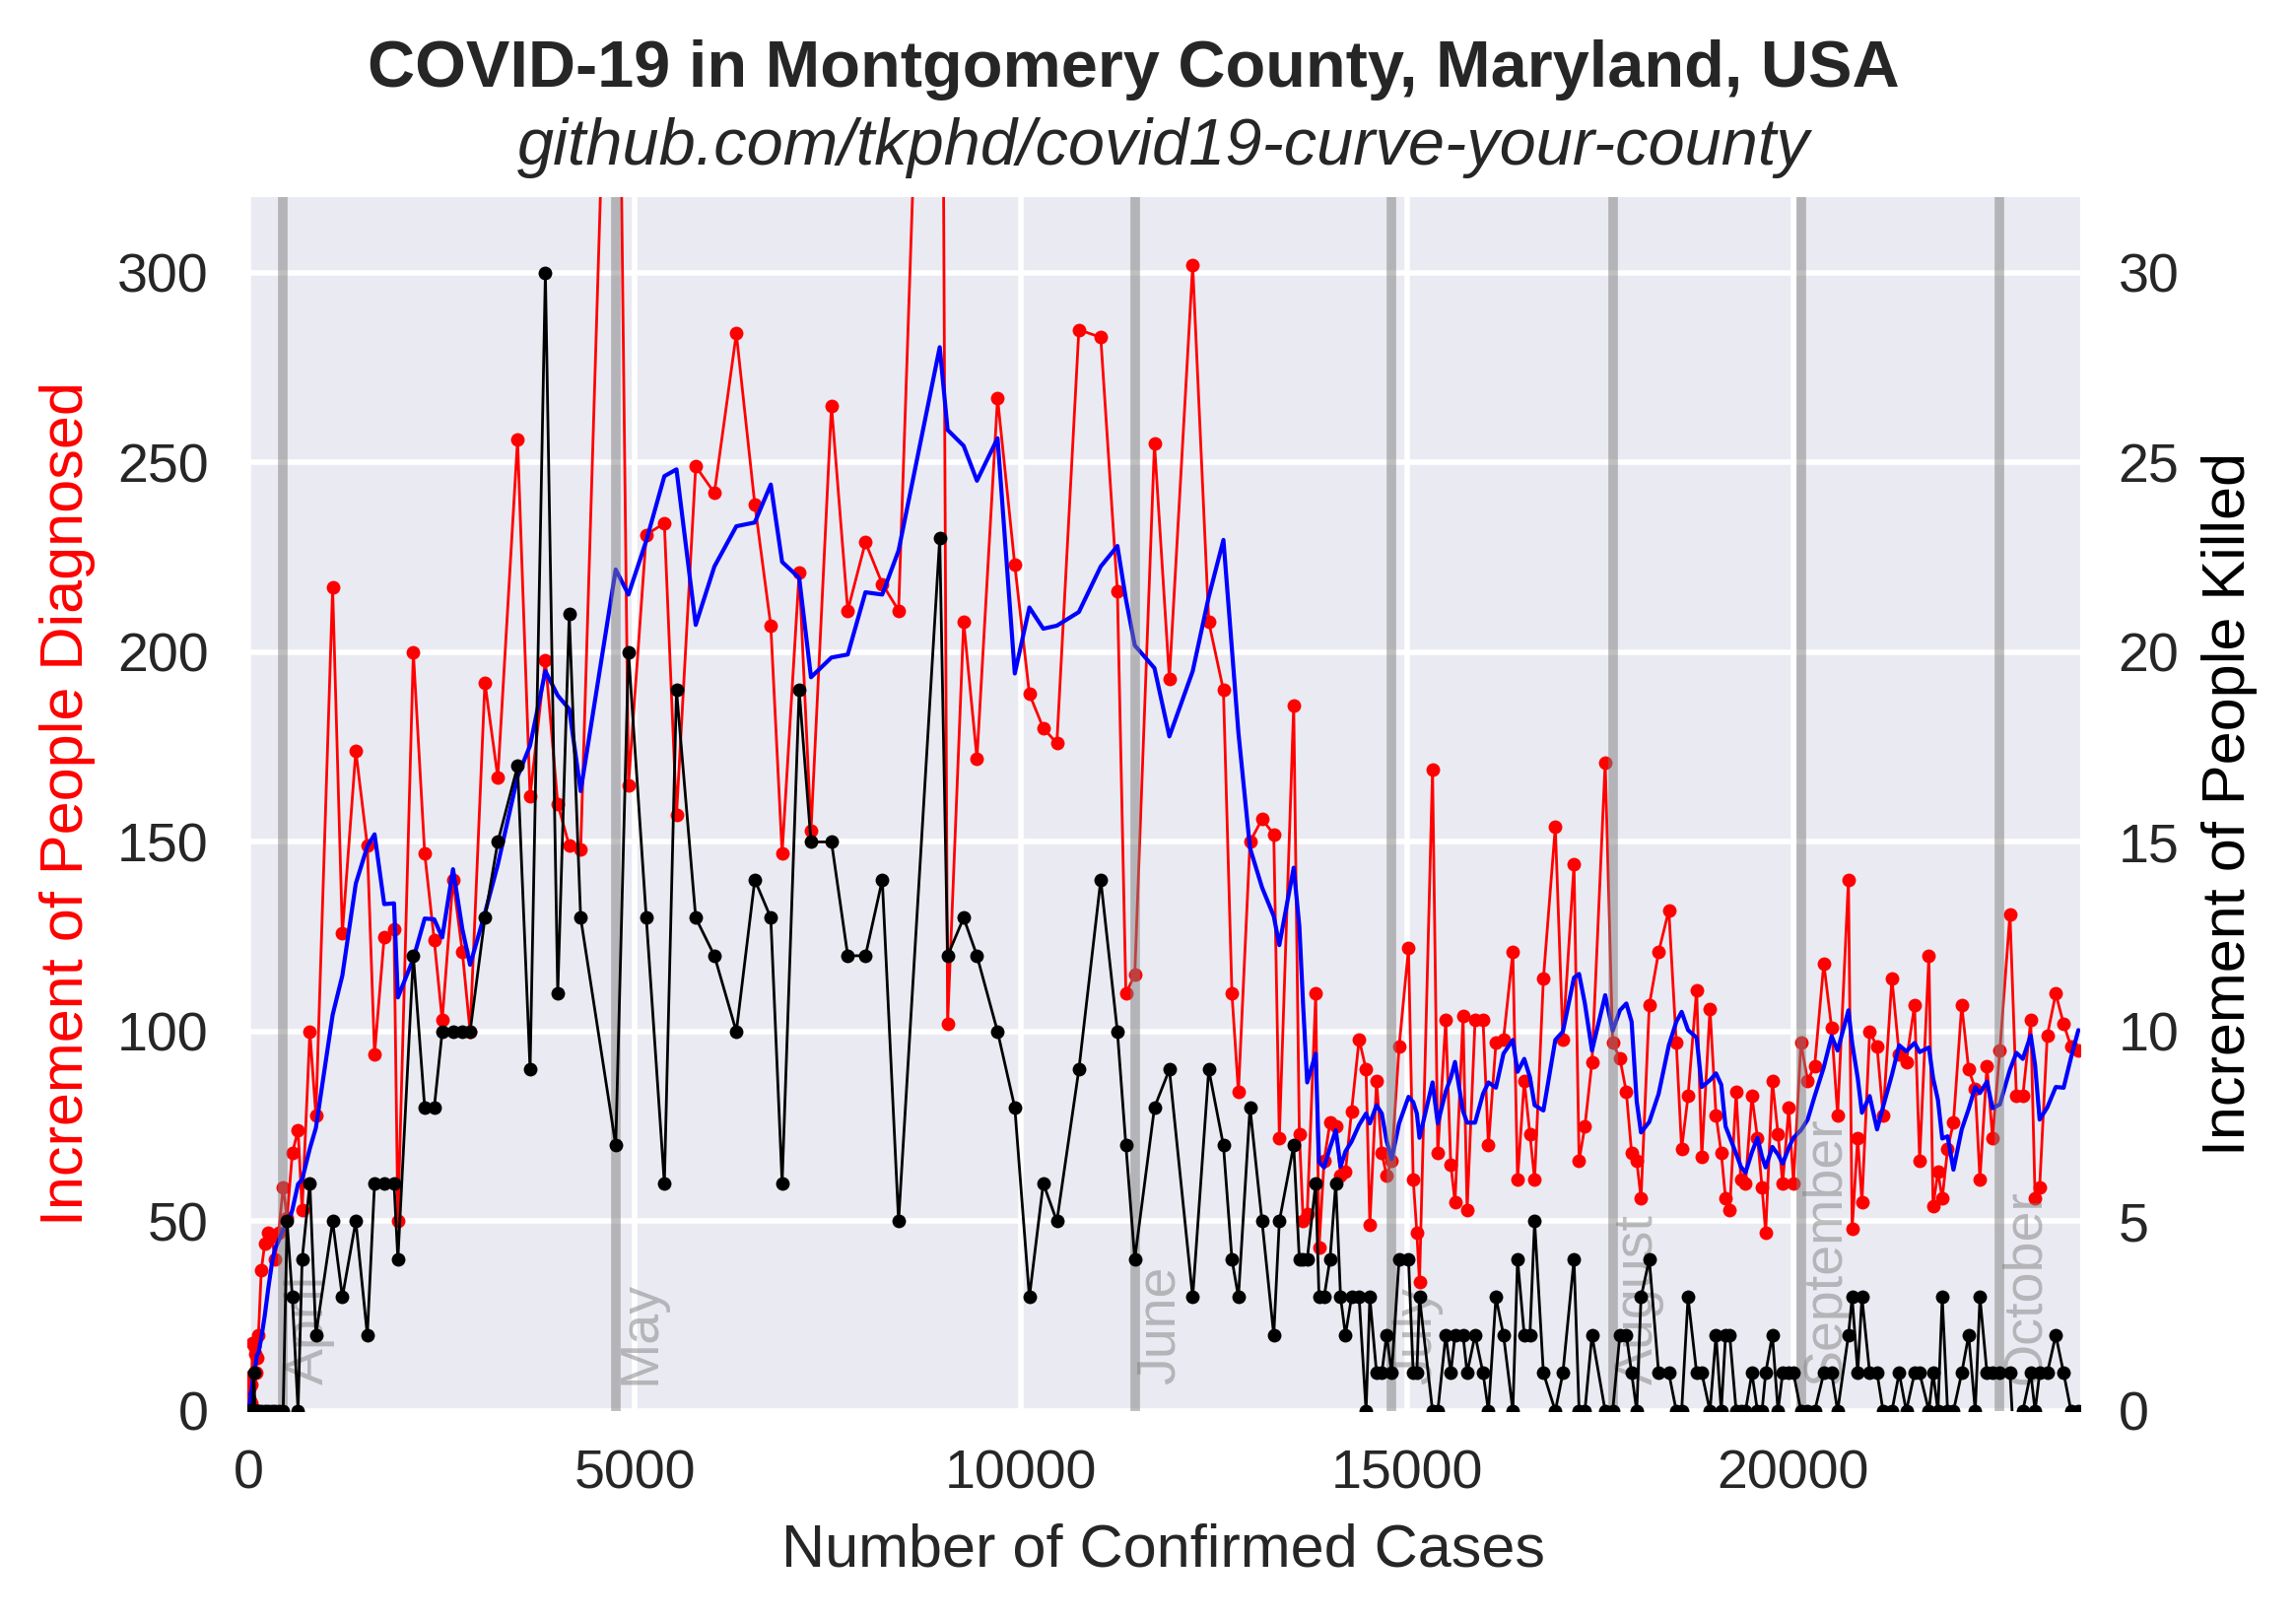 COVID-19 in Montgomery County, Maryland, USA
github.com/tkphd/covid19-curve-your-county
Increment of People Diagnosed
300
250
200
150
100
50
0
30
25
20
15
10
5
0
Increment of People Killed
April
May
June
July
August
September
October
0
5000
10000
15000
20000
Number of Confirmed Cases